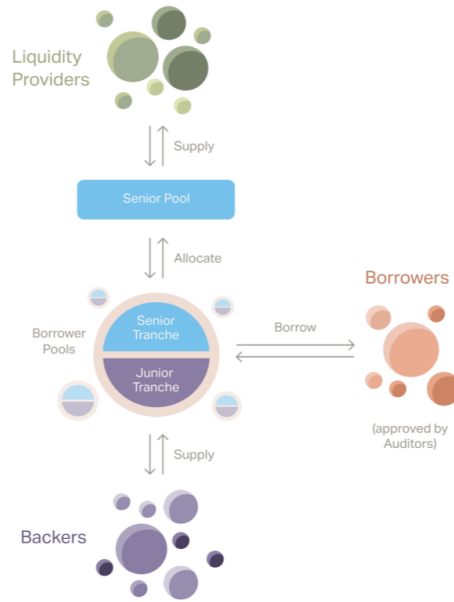 Liquidity
Providers
Supply
Senior Pool
Allocate
Borrowers
Borrower
Pools
Senior
Tranche
Junior
Tranche
Borrow
(approved by
Auditors)
Supply
Backers